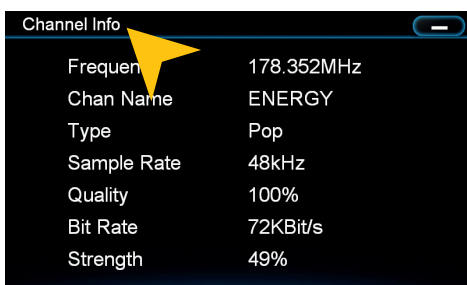 Channel Info
Frequen 178.352MHz
Chan Name ENERGY
Type Pop
Sample Rate 48kHz
Quality 100%
Bit Rate 72KBit/s
Strength 49%